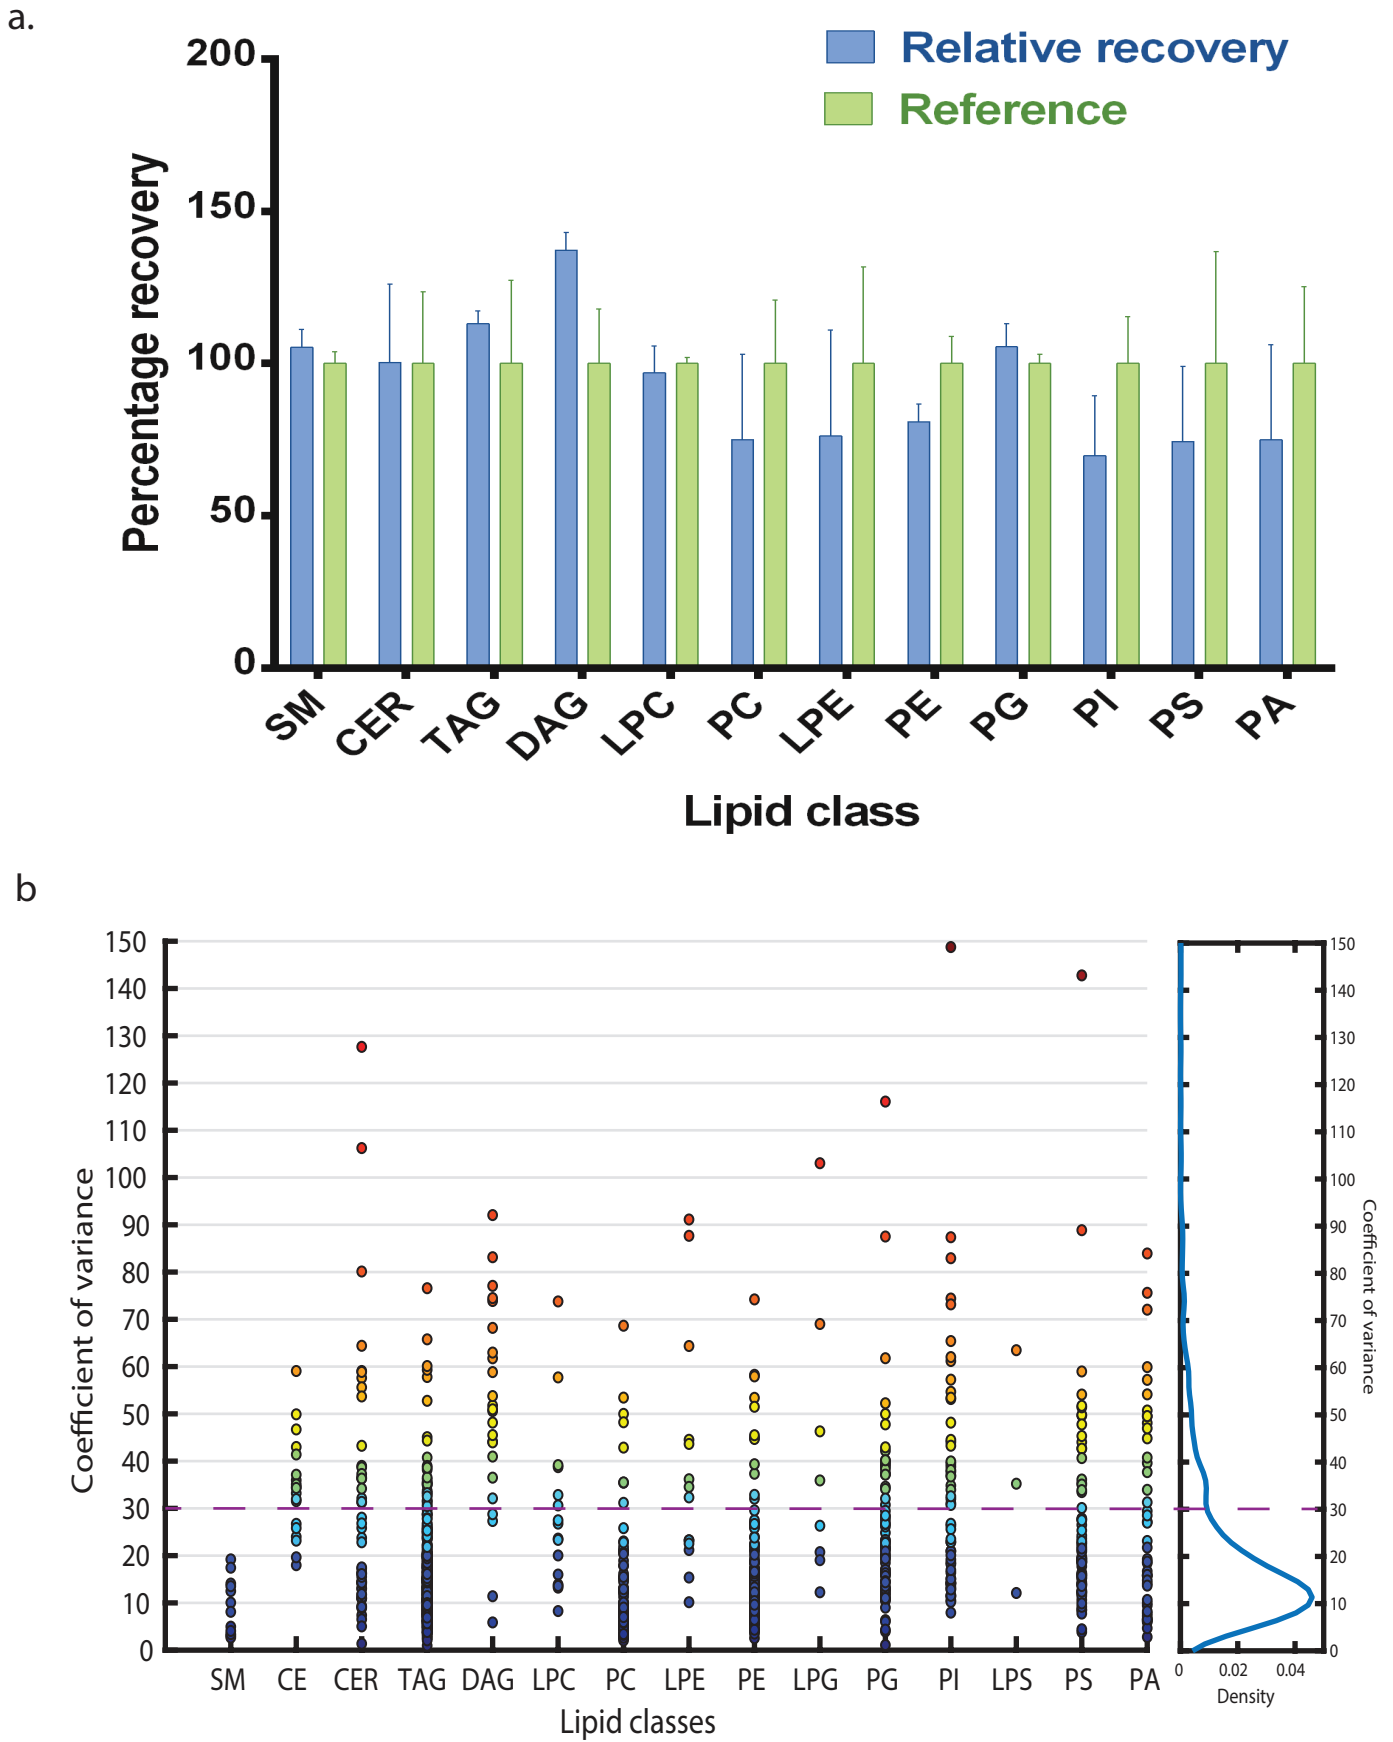 a.
Relative recovery
Reference
Percentage recovery
200
150
100
50
0
SM CER TAG DAG LPC PC LPE PE PG PI PS PA
Lipid class
b
Coefficient of variance
150
140
130
120
110
100
90
80
70
60
50
40
30
20
10
0
SM CE CER TAG DAG LPC PC LPE PE LPG PG PI LPS PS PA
Lipid classes
150
140
130
120
110
100
90
80
70
60
50
40
30
20
10
0
Coefficient of variance
0 0.02 0.04
Density